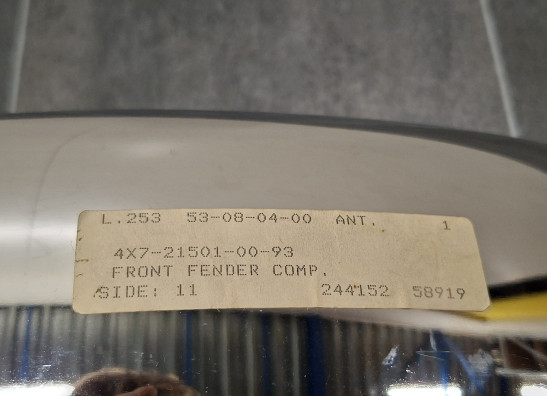 L.253 53-08-04-00 ANT. 1
4X7-21501-00-93
FRONT FENDER COMP.
SIDE: 11 244152 58919